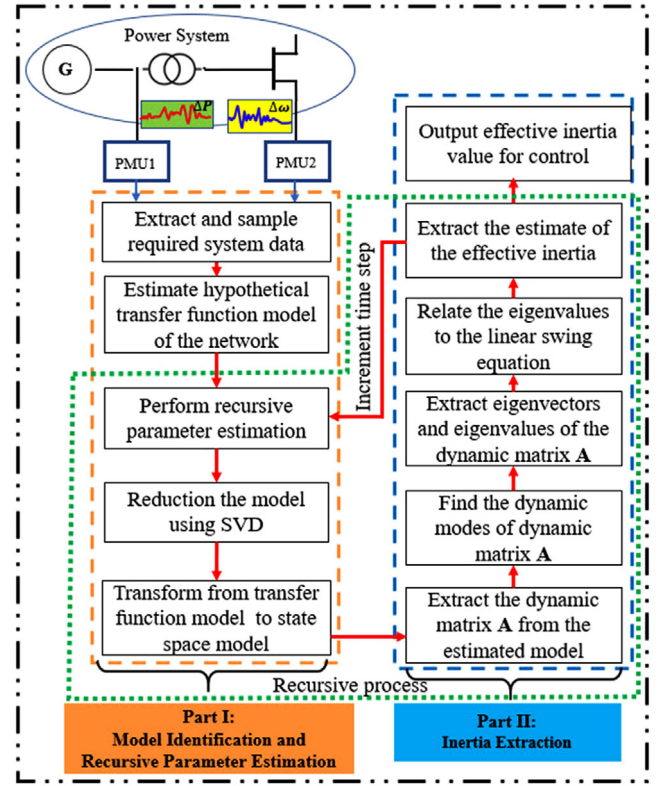 Power System
G
ΔP
Δω
PMU1
PMU2
Extract and sample
required system data
Estimate hypothetical
transfer function model
of the network
Perform recursive
parameter estimation
Reduction the model
using SVD
Transform from transfer
function model to state
space model
Increment time step
Output effective inertia
value for control
Extract the estimate of
the effective inertia
Relate the eigenvalues
to the linear swing
equation
Extract eigenvectors
and eigenvalues of the
dynamic matrix A
Find the dynamic
modes of dynamic
matrix A
Extract the dynamic
matrix A from the
estimated model
Recursive process
Part I:
Model Identification and
Recursive Parameter Estimation
Part II:
Inertia Extraction